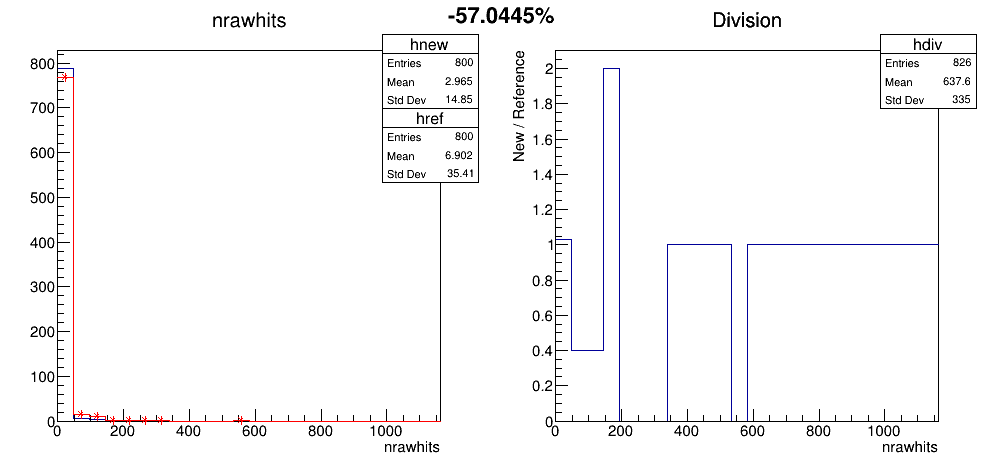 -57.0445%
nrawhits
hnew
Entries 800
Mean 2.965
Std Dev 14.85
href
Entries 800
Mean 6.902
Std Dev 35.41
800
700
600
500
400
300
200
100
0
0 200 400 600 800 1000
nrawhits
Division
hdiv
Entries 826
Mean 637.6
Std Dev 335
New / Reference
2
1.8
1.6
1.4
1.2
1
0.8
0.6
0.4
0.2
0
0 200 400 600 800 1000
nrawhits